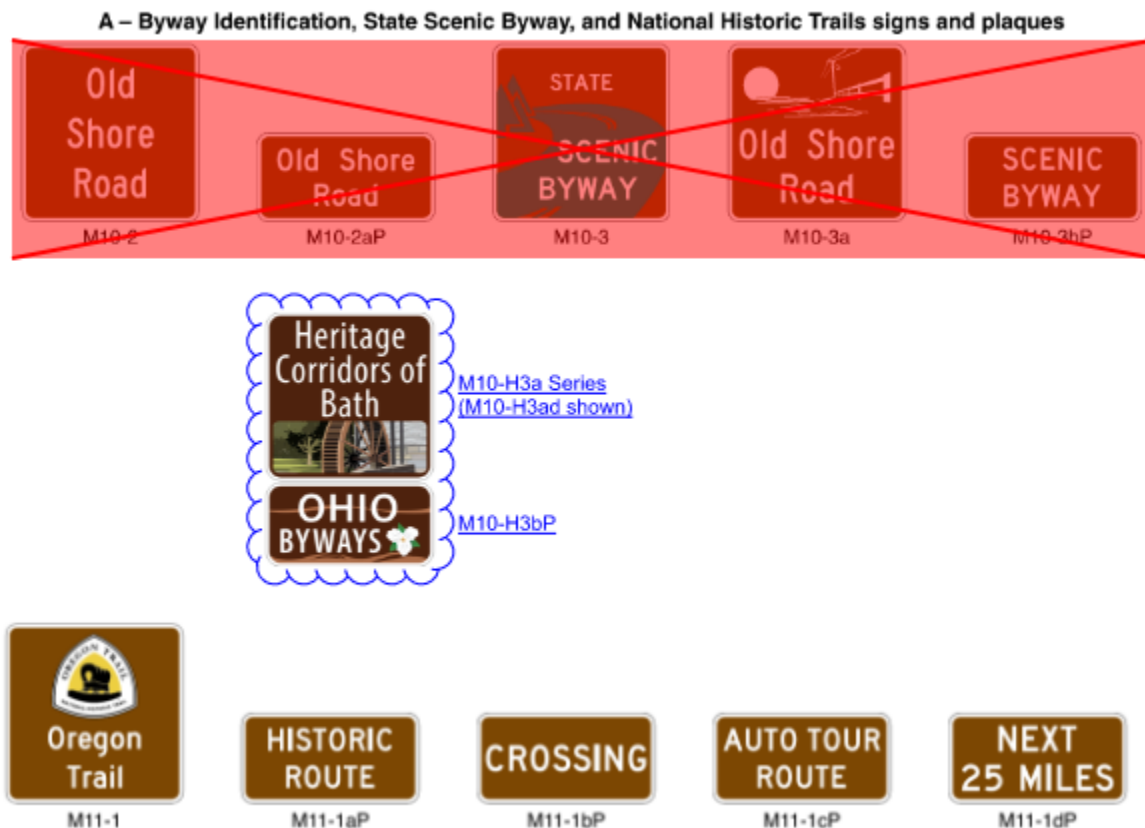 A – Byway Identification, State Scenic Byway, and National Historic Trails signs and plaques
Old
Shore
Road
M10-2
Old Shore
Road
M10-2aP
STATE
SCENIC
BYWAY
M10-3
Old Shore
Road
M10-3a
SCENIC
BYWAY
M10-3bP
Heritage
Corridors of
Bath
M10-H3a Series
(M10-H3ad shown)
OHIO
BYWAYS
M10-H3bP
OREGON TRAIL
Oregon
Trail
M11-1
HISTORIC
ROUTE
M11-1aP
CROSSING
M11-1bP
AUTO TOUR
ROUTE
M11-1cP
NEXT
25 MILES
M11-1dP